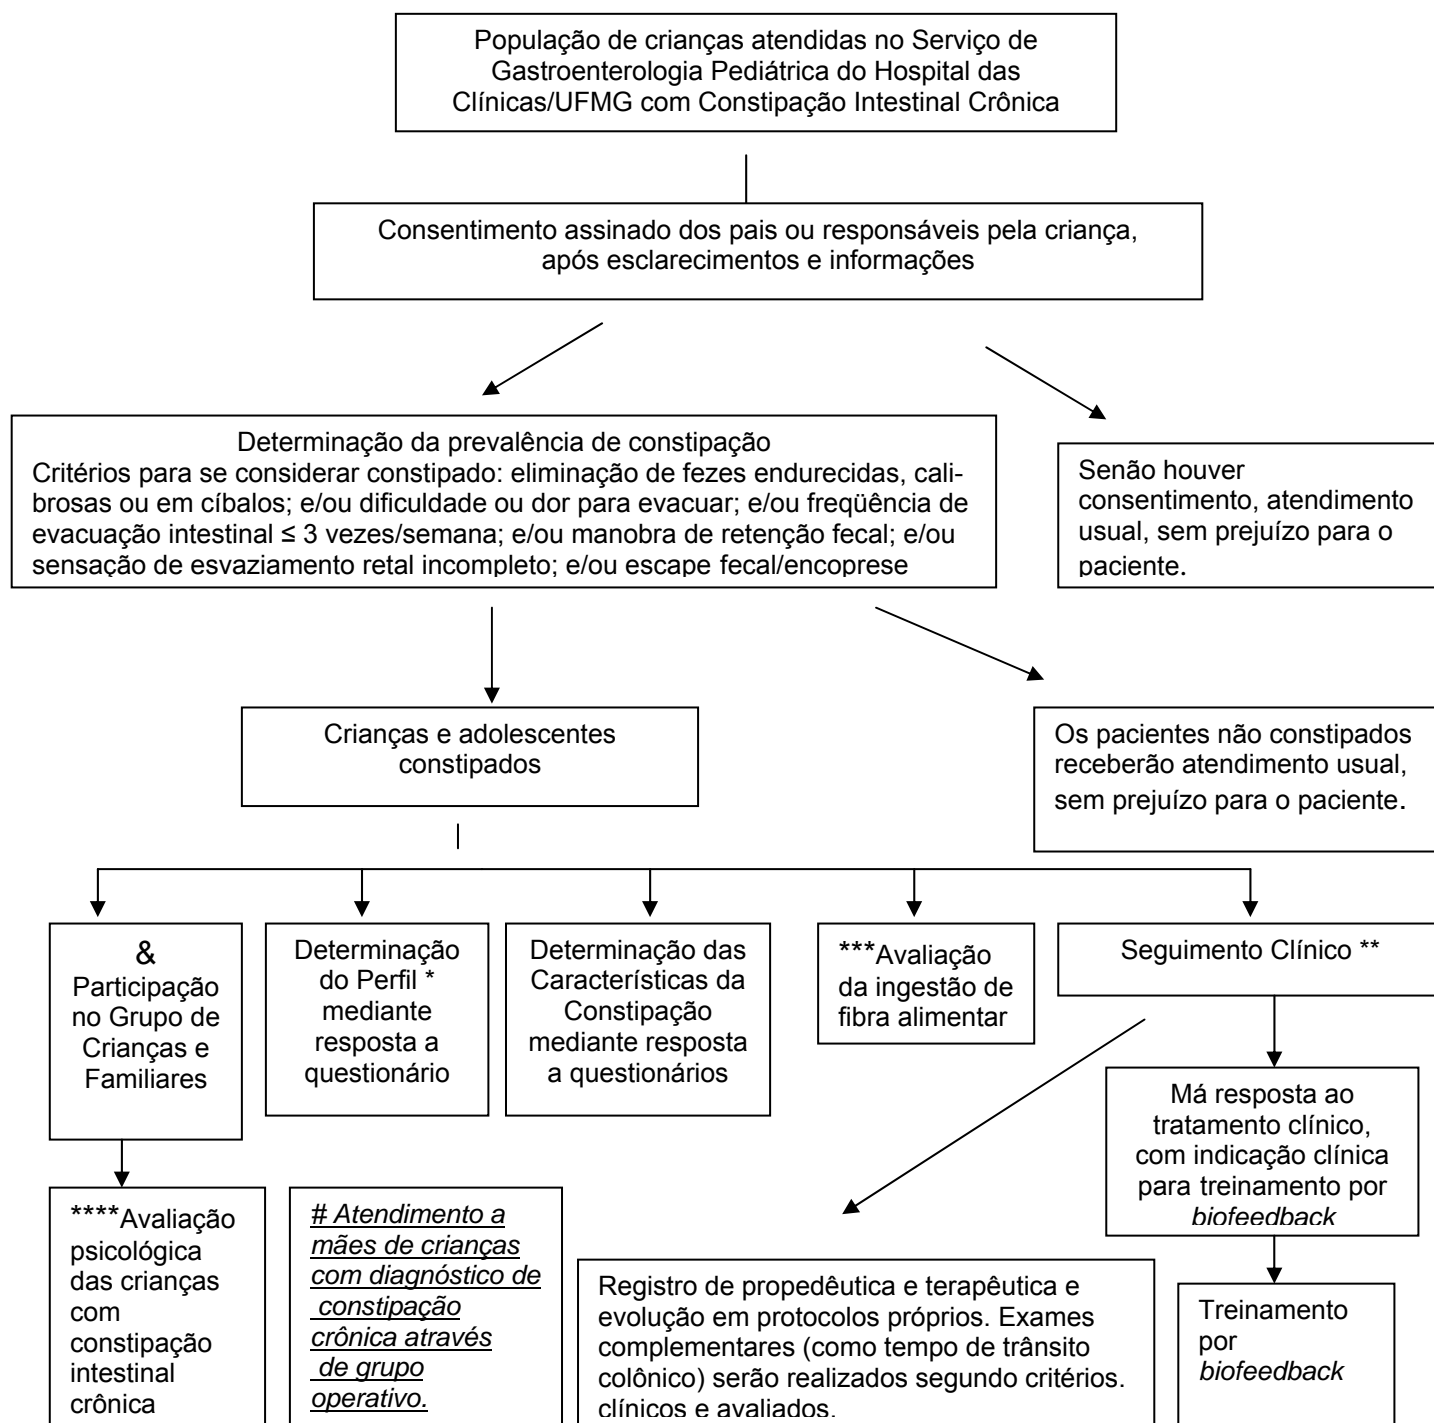 População de crianças atendidas no Serviço de
Gastroenterologia Pediátrica do Hospital das
Clínicas/UFMG com Constipação Intestinal Crônica
Consentimento assinado dos pais ou responsáveis pela criança,
após esclarecimentos e informações
Determinação da prevalência de constipação
Critérios para se considerar constipado: eliminação de fezes endurecidas, cali-
brosas ou em cíbalos; e/ou dificuldade ou dor para evacuar; e/ou freqüência de
evacuação intestinal ≤ 3 vezes/semana; e/ou manobra de retenção fecal; e/ou
sensação de esvaziamento retal incompleto; e/ou escape fecal/encoprese
Senão houver
consentimento, atendimento
usual, sem prejuízo para o
paciente.
Crianças e adolescentes
constipados
Os pacientes não constipados
receberão atendimento usual,
sem prejuízo para o paciente.
&
Participação
no Grupo de
Crianças e
Familiares
Determinação
do Perfil *
mediante
resposta a
questionário
Determinação das
Características da
Constipação
mediante resposta
a questionários
***Avaliação
da ingestão de
fibra alimentar
Seguimento Clínico **
Má resposta ao
tratamento clínico,
com indicação clínica
para treinamento por
biofeedback
****Avaliação
psicológica
das crianças
com
constipação
intestinal
crônica
# Atendimento a
mães de crianças
com diagnóstico de
constipação
crônica através
de grupo
operativo.
Registro de propedêutica e terapêutica e
evolução em protocolos próprios. Exames
complementares (como tempo de trânsito
colônico) serão realizados segundo critérios.
clínicos e avaliados.
Treinamento
por
biofeedback